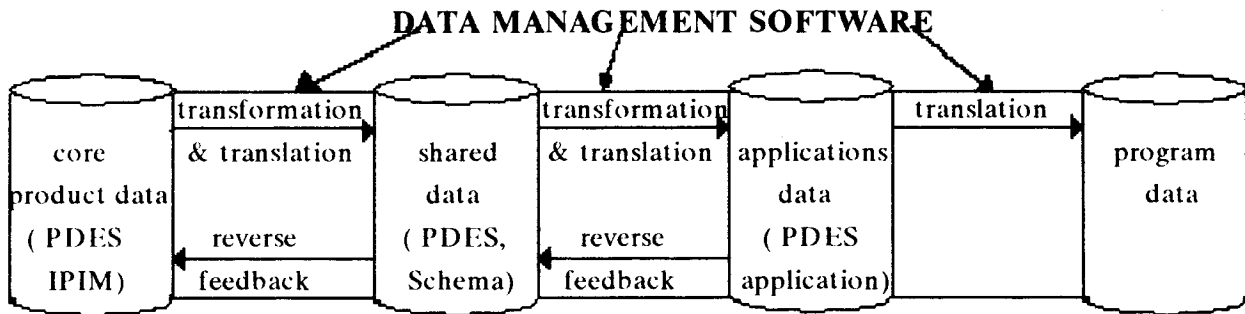 DATA MANAGEMENT SOFTWARE
core
product data
( PDES
IPIM)
transformation
& translation
reverse
feedback
shared
data
( PDES,
Schema)
transformation
& translation
reverse
feedback
applications
data
( PDES
application)
translation
program
data